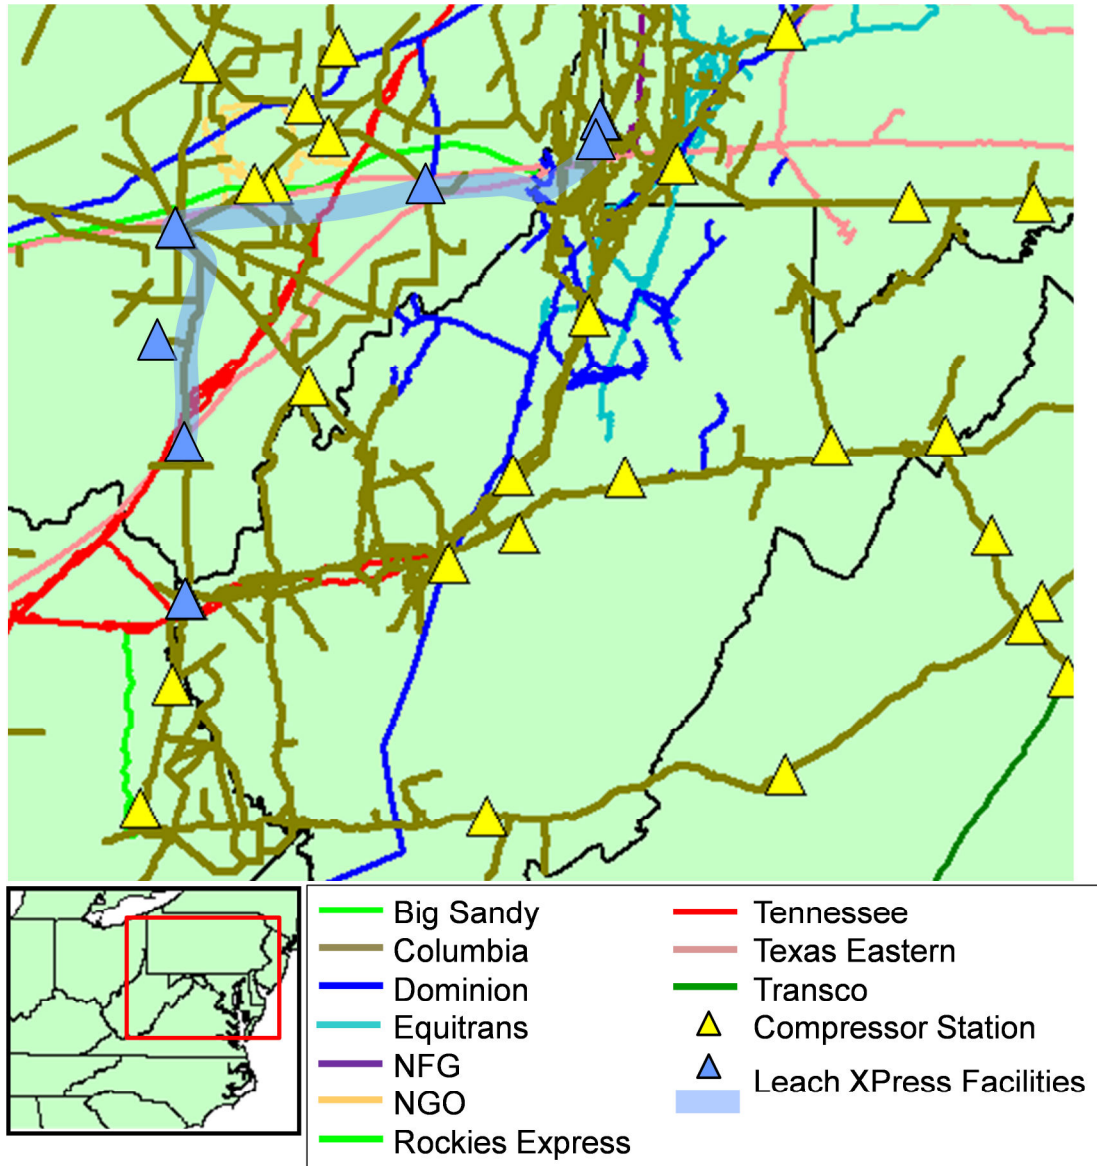 Big Sandy
Columbia
Dominion
Equitrans
NFG
NGO
Rockies Express
Tennessee
Texas Eastern
Transco
Compressor Station
Leach XPress Facilities